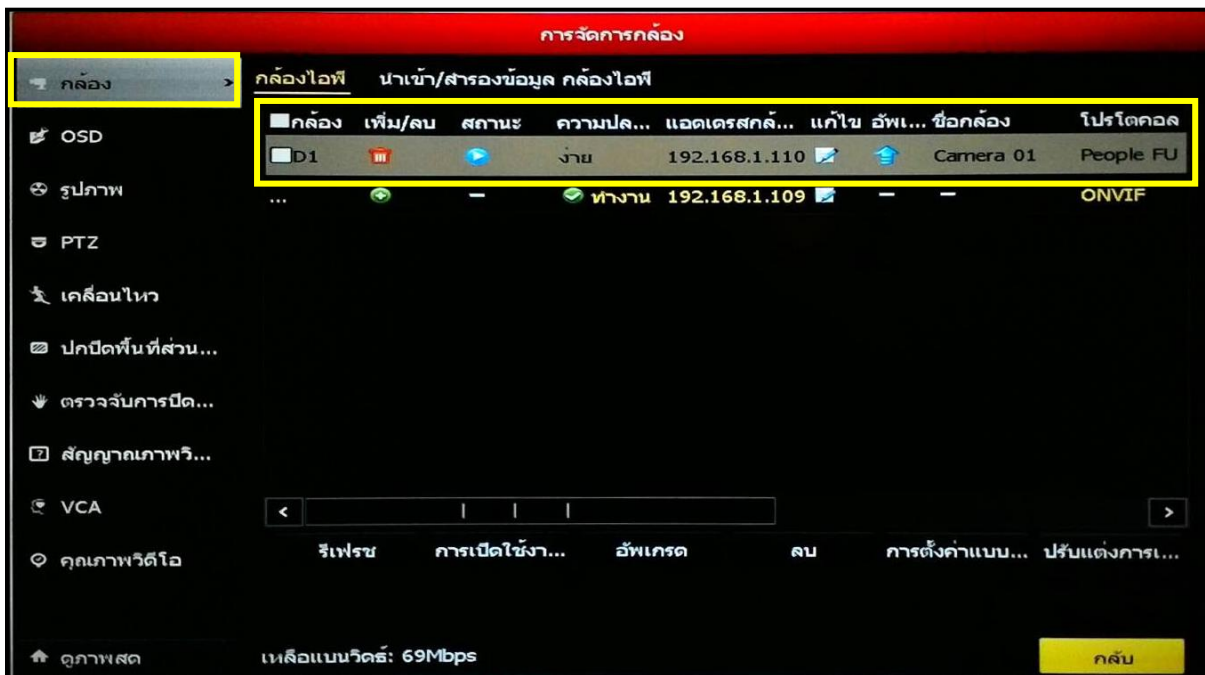 การจัดการกล้อง
กล้อง >
กล้องไอพี นำเข้า/สำรองข้อมูล กล้องไอพี
กล้อง เพิ่ม/ลบ สถานะ ความปล... แอดเดรสกล้... แก้ไข อัพเ... ชื่อกล้อง โปรโตคอล
D1 ง่าย 192.168.1.110 Camera 01 People FU
... – ทำงาน 192.168.1.109 – – ONVIF
OSD
รูปภาพ
PTZ
เคลื่อนไหว
ปกปิดพื้นที่ส่วน...
ตรวจจับการปิด...
สัญญาณภาพวิ...
VCA
คุณภาพวิดีโอ
< >
รีเฟรช การเปิดใช้งา... อัพเกรด ลบ การตั้งค่าแบบ... ปรับแต่งการเ...
ดูภาพสด
เหลือแบนวิดธ์: 69Mbps
กลับ